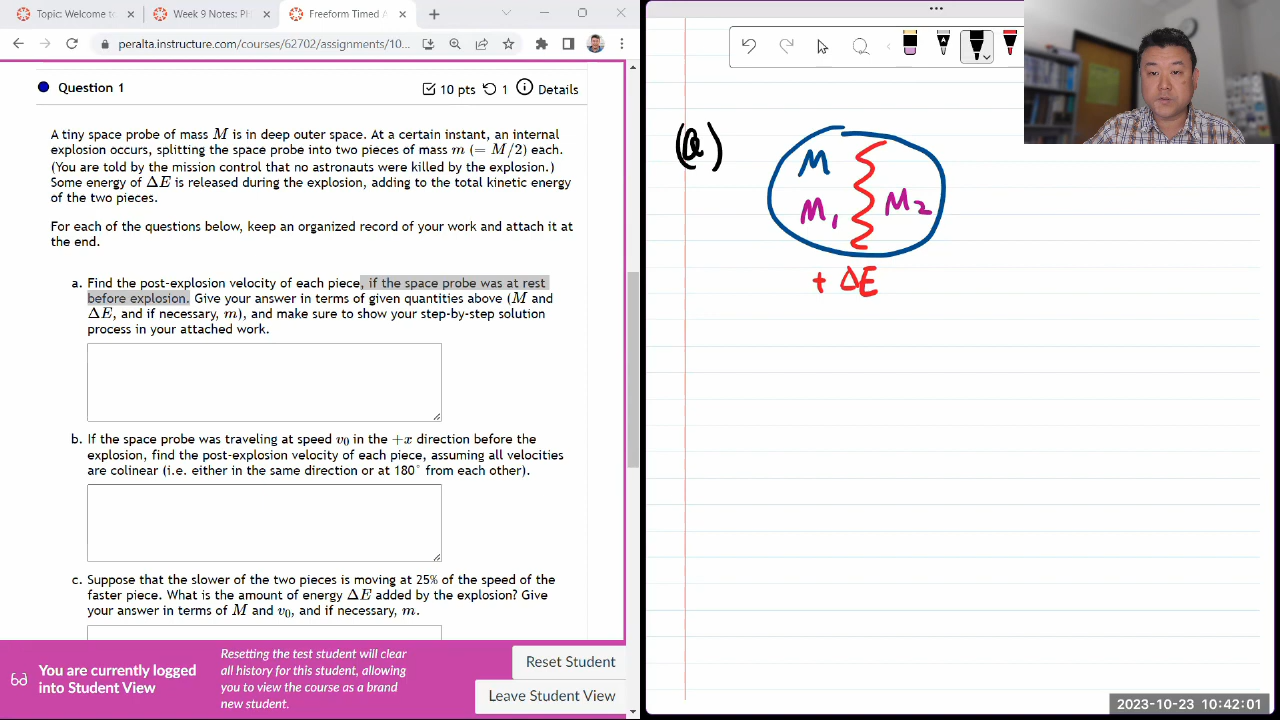 Topic: Welcome to
Week 9 Notes: Ph
Freeform Timed A
peralta.instructure.com/courses/62713/assignments/10...
Question 1
10 pts
1
Details
A tiny space probe of mass M is in deep outer space. At a certain instant, an internal
explosion occurs, splitting the space probe into two pieces of mass m (= M/2) each.
(You are told by the mission control that no astronauts were killed by the explosion.)
Some energy of ΔE is released during the explosion, adding to the total kinetic energy
of the two pieces.
For each of the questions below, keep an organized record of your work and attach it at
the end.
a. Find the post-explosion velocity of each piece, if the space probe was at rest
before explosion. Give your answer in terms of given quantities above (M and
ΔE, and if necessary, m), and make sure to show your step-by-step solution
process in your attached work.
b. If the space probe was traveling at speed v₀ in the +x direction before the
explosion, find the post-explosion velocity of each piece, assuming all velocities
are colinear (i.e. either in the same direction or at 180° from each other).
c. Suppose that the slower of the two pieces is moving at 25% of the speed of the
faster piece. What is the amount of energy ΔE added by the explosion? Give
your answer in terms of M and v₀, and if necessary, m.
You are currently logged
into Student View
Resetting the test student will clear
all history for this student, allowing
you to view the course as a brand
new student.
Reset Student
Leave Student View
(a)
M
M₁
M₂
+ ΔE
2023-10-23 10:42:01